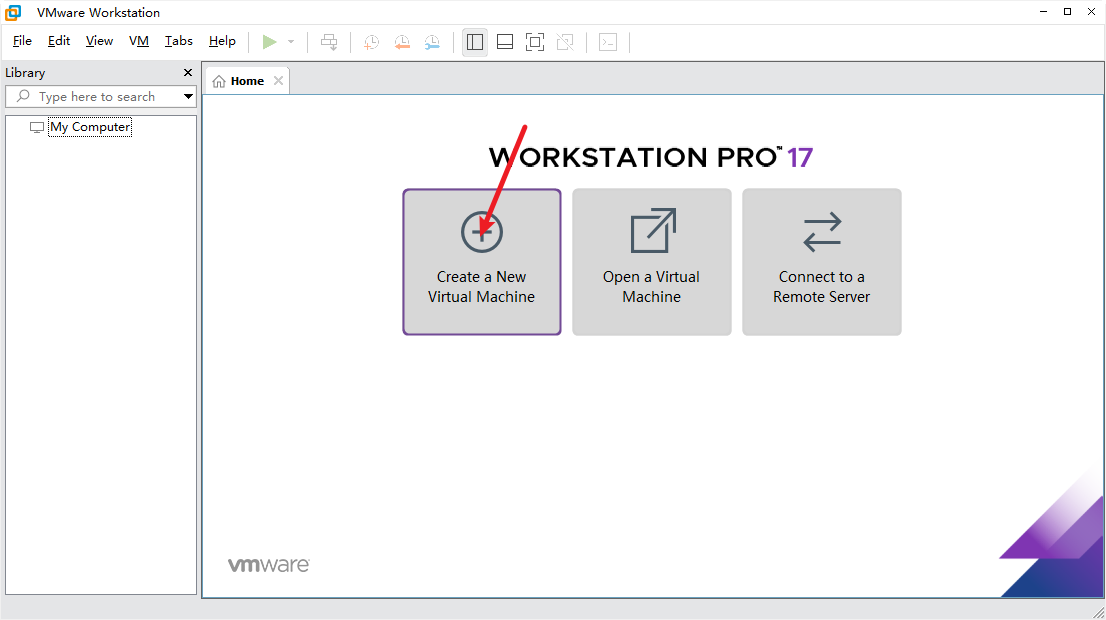 VMware Workstation
File Edit View VM Tabs Help
Library
Type here to search
My Computer
Home
WORKSTATION PRO™ 17
Create a New
Virtual Machine
Open a Virtual
Machine
Connect to a
Remote Server
vmware